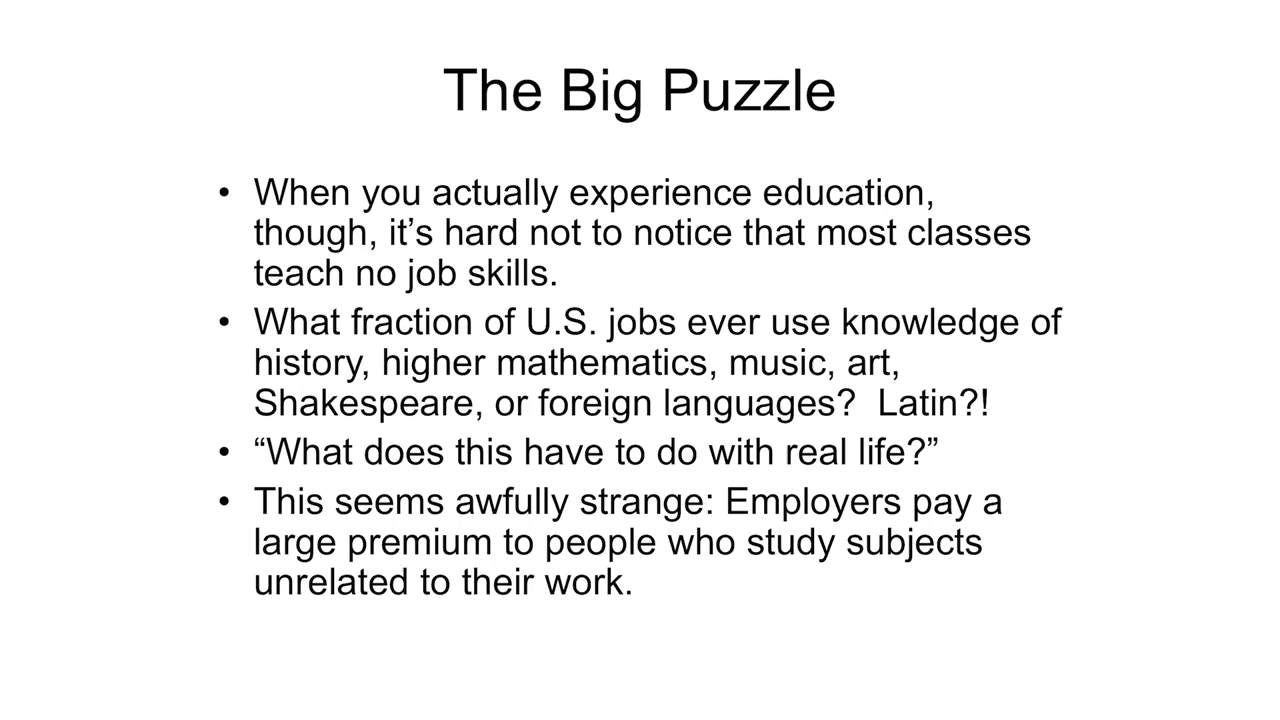 The Big Puzzle
• When you actually experience education,
though, it’s hard not to notice that most classes
teach no job skills.
• What fraction of U.S. jobs ever use knowledge of
history, higher mathematics, music, art,
Shakespeare, or foreign languages?  Latin?!
• “What does this have to do with real life?”
• This seems awfully strange: Employers pay a
large premium to people who study subjects
unrelated to their work.